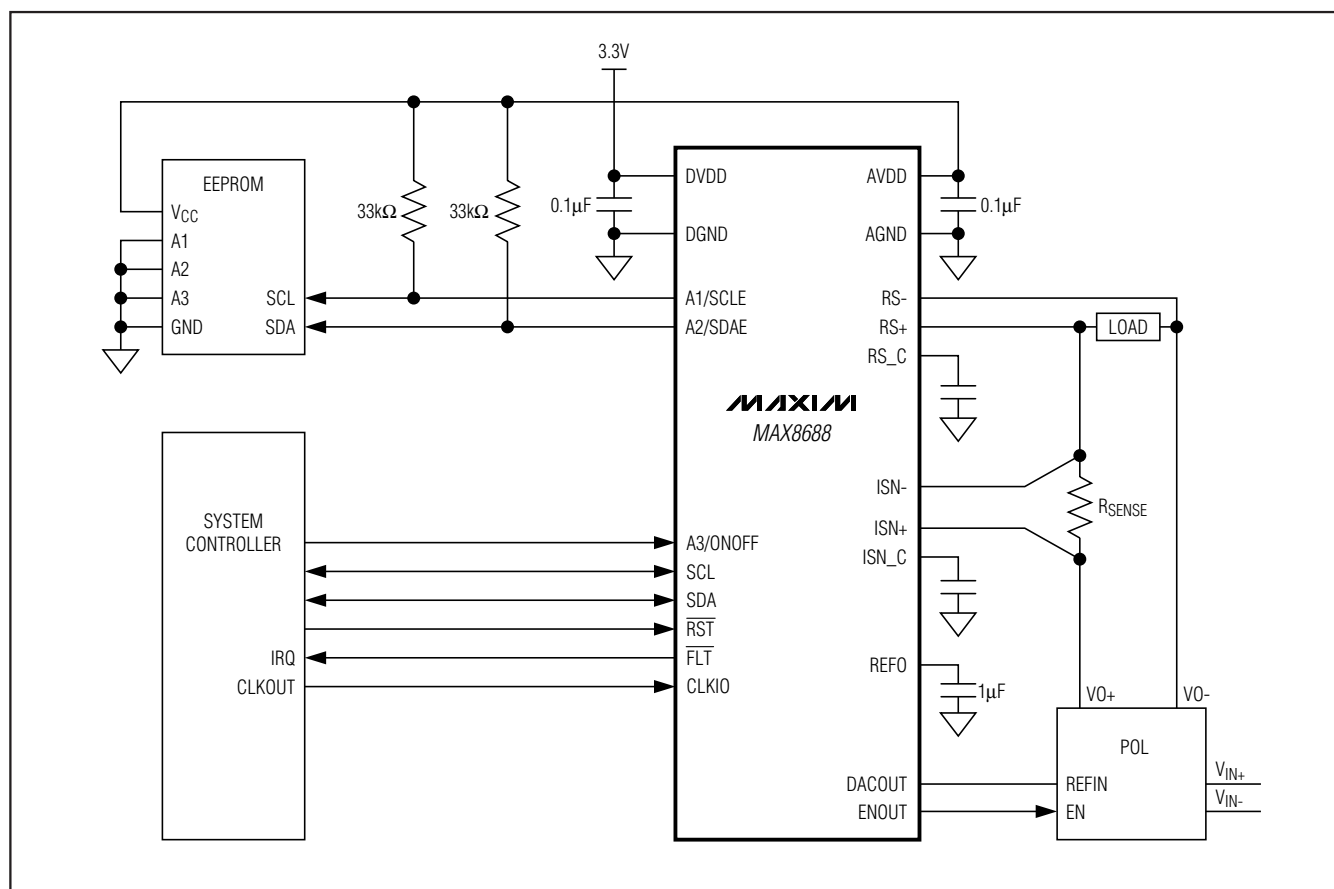 3.3V
EEPROM
VCC
A1
A2
A3
GND
SCL
SDA
33kΩ
33kΩ
0.1µF
0.1µF
DVDD
DGND
A1/SCLE
A2/SDAE
AVDD
AGND
RS-
RS+
RS_C
LOAD
MAXIM
MAX8688
ISN-
ISN+
ISN_C
RSENSE
SYSTEM
CONTROLLER
IRQ
CLKOUT
A3/ONOFF
SCL
SDA
RST
FLT
CLKIO
REFO
1µF
DACOUT
ENOUT
VO+
VO-
POL
REFIN
EN
VIN+
VIN-